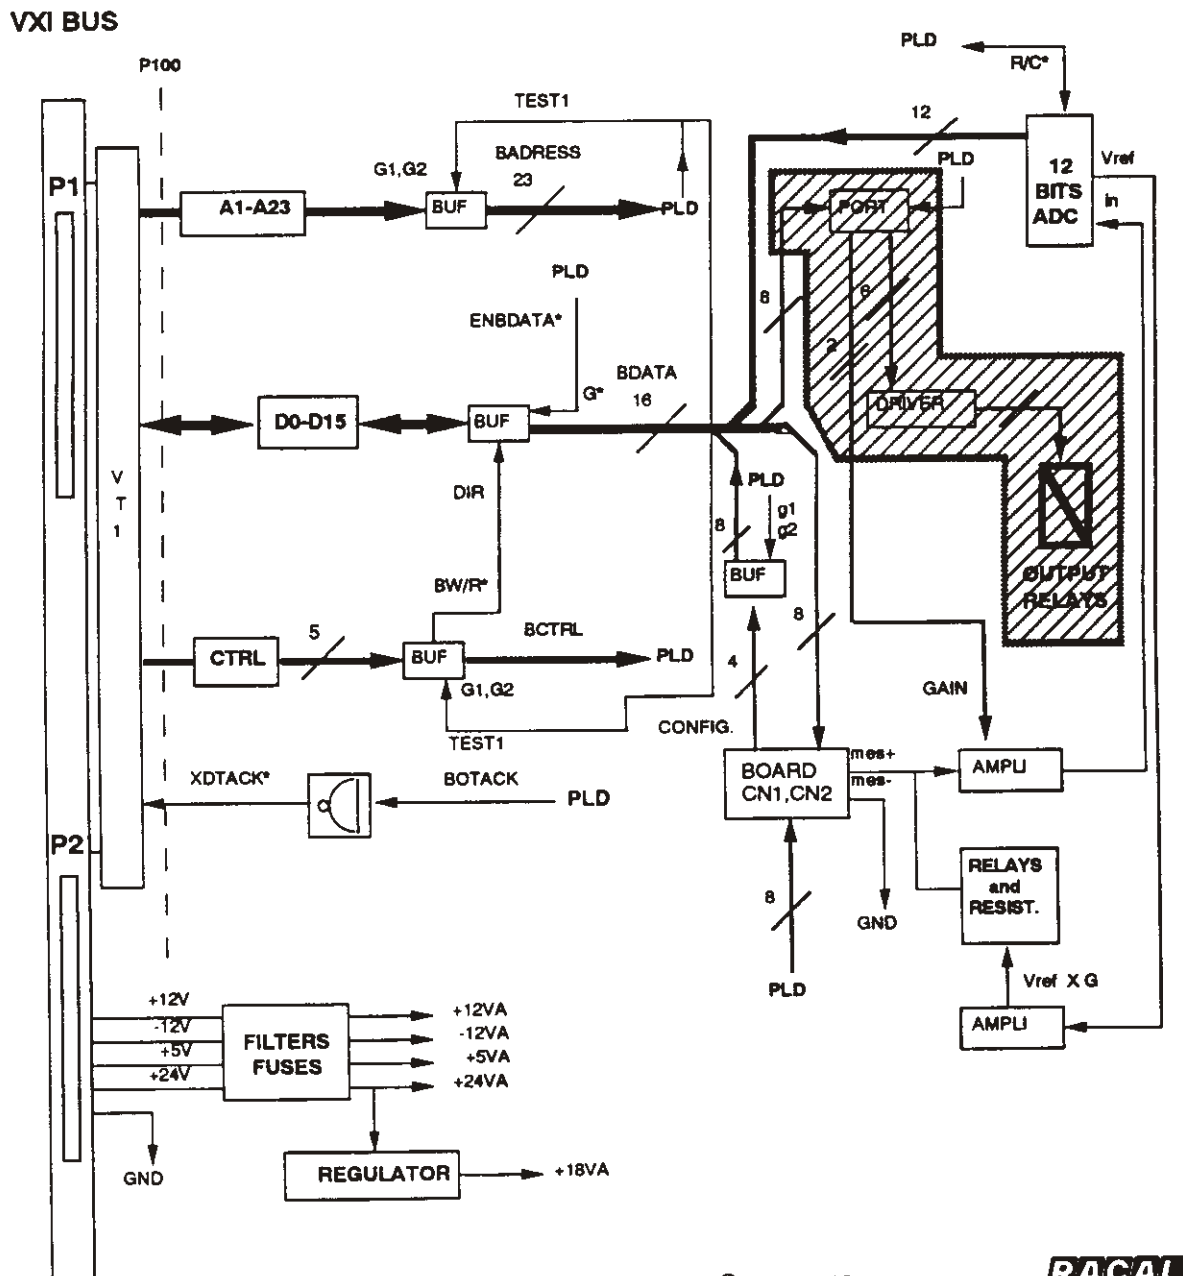 VXI BUS
P100
PLD
R/C*
TEST1
12
G1,G2
BADRESS
23
PLD
12
BITS
ADC
Vref
in
P1
A1-A23
BUF
PLD
PORT
PLD
ENBDATA*
8
6
G*
BDATA
16
2
D0-D15
BUF
DRIVER
V
T
1
DIR
PLD
g1
g2
8
BUF
OUTPUT
RELAYS
BW/R*
8
5
BCTRL
CTRL
BUF
PLD
4
G1,G2
GAIN
CONFIG.
TEST1
mes+
XDTACK*
BOTACK
PLD
BOARD
CN1,CN2
mes-
AMPLI
P2
RELAYS
and
RESIST.
8
GND
PLD
Vref X G
AMPLI
+12V
-12V
+5V
+24V
FILTERS
FUSES
+12VA
-12VA
+5VA
+24VA
GND
REGULATOR
+18VA
RACAL